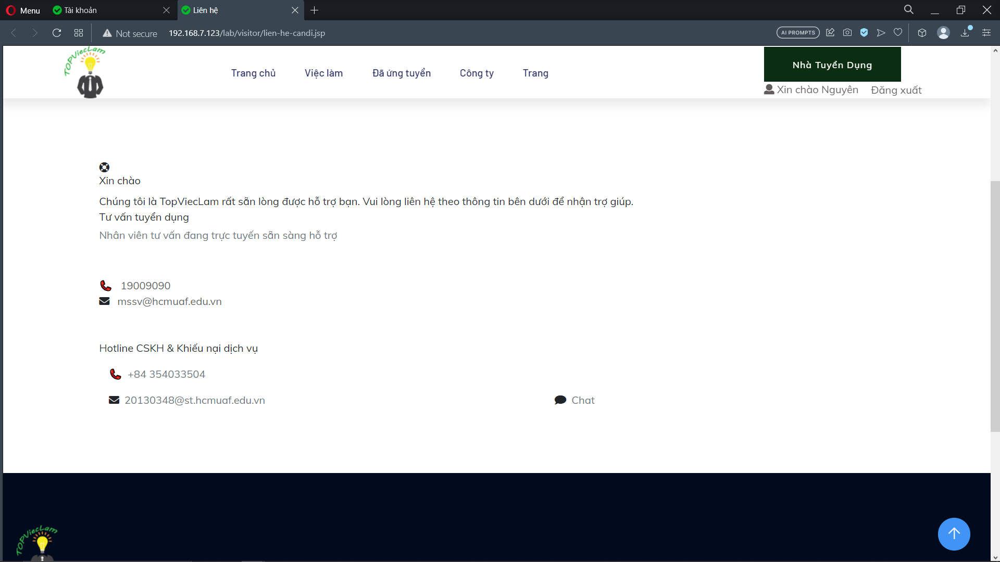 Menu
Tài khoản
Liên hệ
Not secure
192.168.7.123/lab/visitor/lien-he-candi.jsp
AI PROMPTS
TOPViecLam
Trang chủ
Việc làm
Đã ứng tuyển
Công ty
Trang
Nhà Tuyển Dụng
Xin chào Nguyên
Đăng xuất
Xin chào
Chúng tôi là TopViecLam rất sẵn lòng được hỗ trợ bạn. Vui lòng liên hệ theo thông tin bên dưới để nhận trợ giúp.
Tư vấn tuyển dụng
Nhân viên tư vấn đang trực tuyến sẵn sàng hỗ trợ
19009090
mssv@hcmuaf.edu.vn
Hotline CSKH & Khiếu nại dịch vụ
+84 354033504
20130348@st.hcmuaf.edu.vn
Chat
TOPViecLam